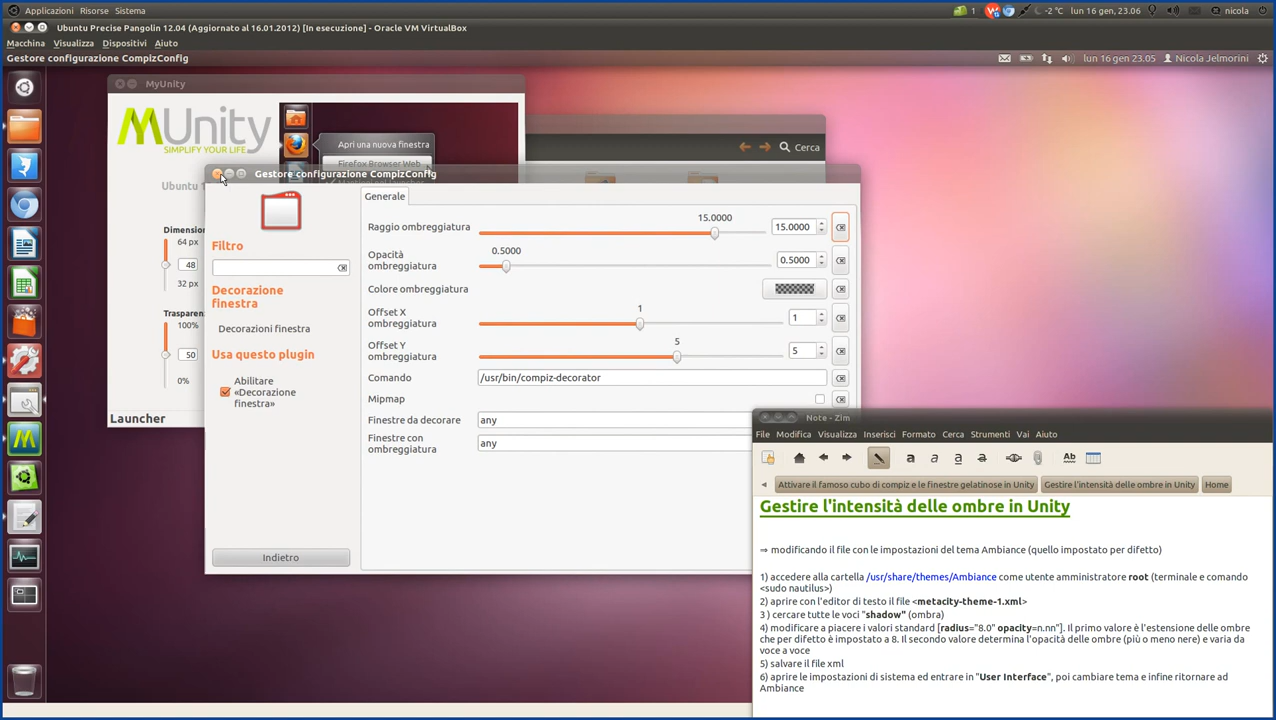 Applicazioni Risorse Sistema
1 -2 °C lun 16 gen, 23.06 nicola
Ubuntu Precise Pangolin 12.04 (Aggiornato al 16.01.2012) [In esecuzione] - Oracle VM VirtualBox
Macchina Visualizza Dispositivi Aiuto
Gestore configurazione CompizConfig
lun 16 gen 23.05 Nicola Jelmorini
MyUnity
MUnity
SIMPLIFY YOUR LIFE
Apri una nuova finestra
Firefox Browser Web
Cerca
Ubuntu 1
Dimension
64 px
48
32 px
Trasparen
100%
50
0%
Launcher
Gestore configurazione CompizConfig
Filtro
Decorazione
finestra
Decorazioni finestra
Usa questo plugin
Abilitare
«Decorazione
finestra»
Indietro
Generale
Raggio ombreggiatura 15.0000 15.0000
Opacità
ombreggiatura 0.5000 0.5000
Colore ombreggiatura
Offset X
ombreggiatura 1 1
Offset Y
ombreggiatura 5 5
Comando /usr/bin/compiz-decorator
Mipmap
Finestre da decorare any
Finestre con
ombreggiatura any
Note - Zim
File Modifica Visualizza Inserisci Formato Cerca Strumenti Vai Aiuto
a a a a Ab
Attivare il famoso cubo di compiz e le finestre gelatinose in Unity Gestire l'intensità delle ombre in Unity Home
Gestire l'intensità delle ombre in Unity
⇒ modificando il file con le impostazioni del tema Ambiance (quello impostato per difetto)
1) accedere alla cartella /usr/share/themes/Ambiance come utente amministratore root (terminale e comando
<sudo nautilus>)
2) aprire con l'editor di testo il file <metacity-theme-1.xml>
3 ) cercare tutte le voci "shadow" (ombra)
4) modificare a piacere i valori standard [radius="8.0" opacity=n.nn"]. Il primo valore è l'estensione delle ombre
che per difetto è impostato a 8. Il secondo valore determina l'opacità delle ombre (più o meno nere) e varia da
voce a voce
5) salvare il file xml
6) aprire le impostazioni di sistema ed entrare in "User Interface", poi cambiare tema e infine ritornare ad
Ambiance